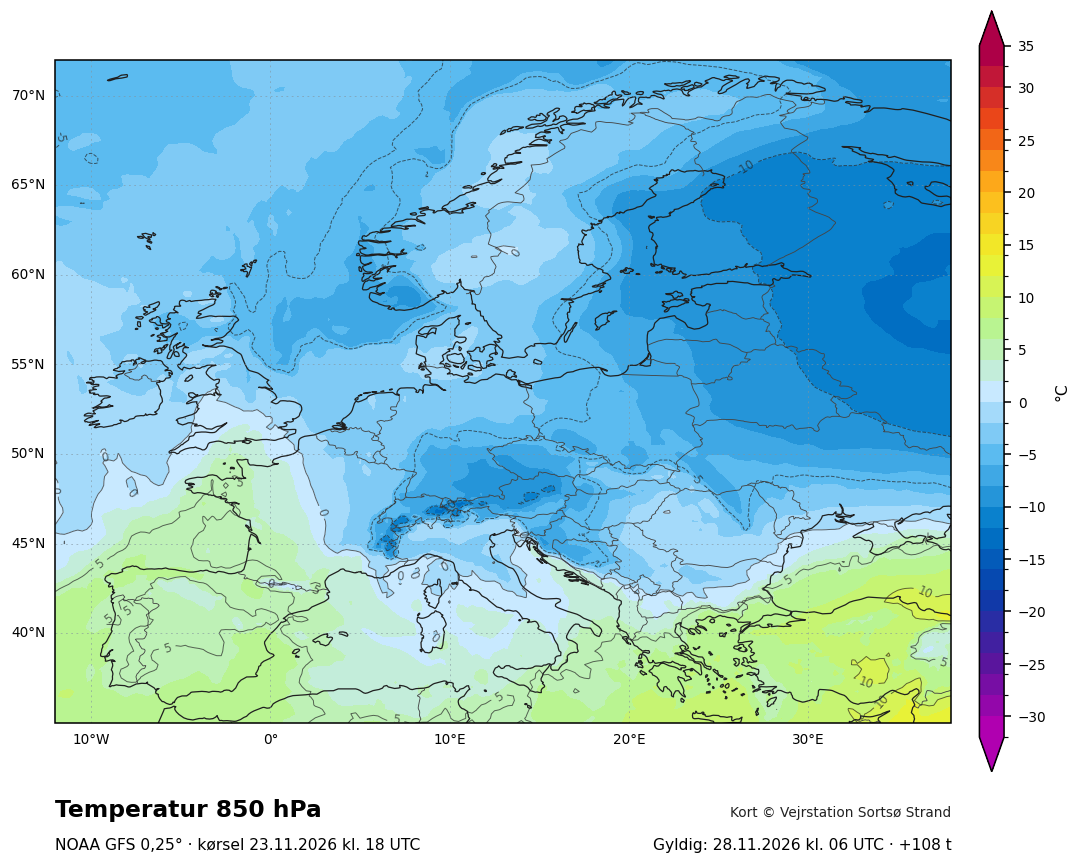 70°N
65°N
60°N
55°N
50°N
45°N
40°N
10°W
0°
10°E
20°E
30°E
35
30
25
20
15
10
5
0
−5
−10
−15
−20
−25
−30
°C
Temperatur 850 hPa
Kort © Vejrstation Sortsø Strand
NOAA GFS 0,25° · kørsel 23.11.2026 kl. 18 UTC
Gyldig: 28.11.2026 kl. 06 UTC · +108 t